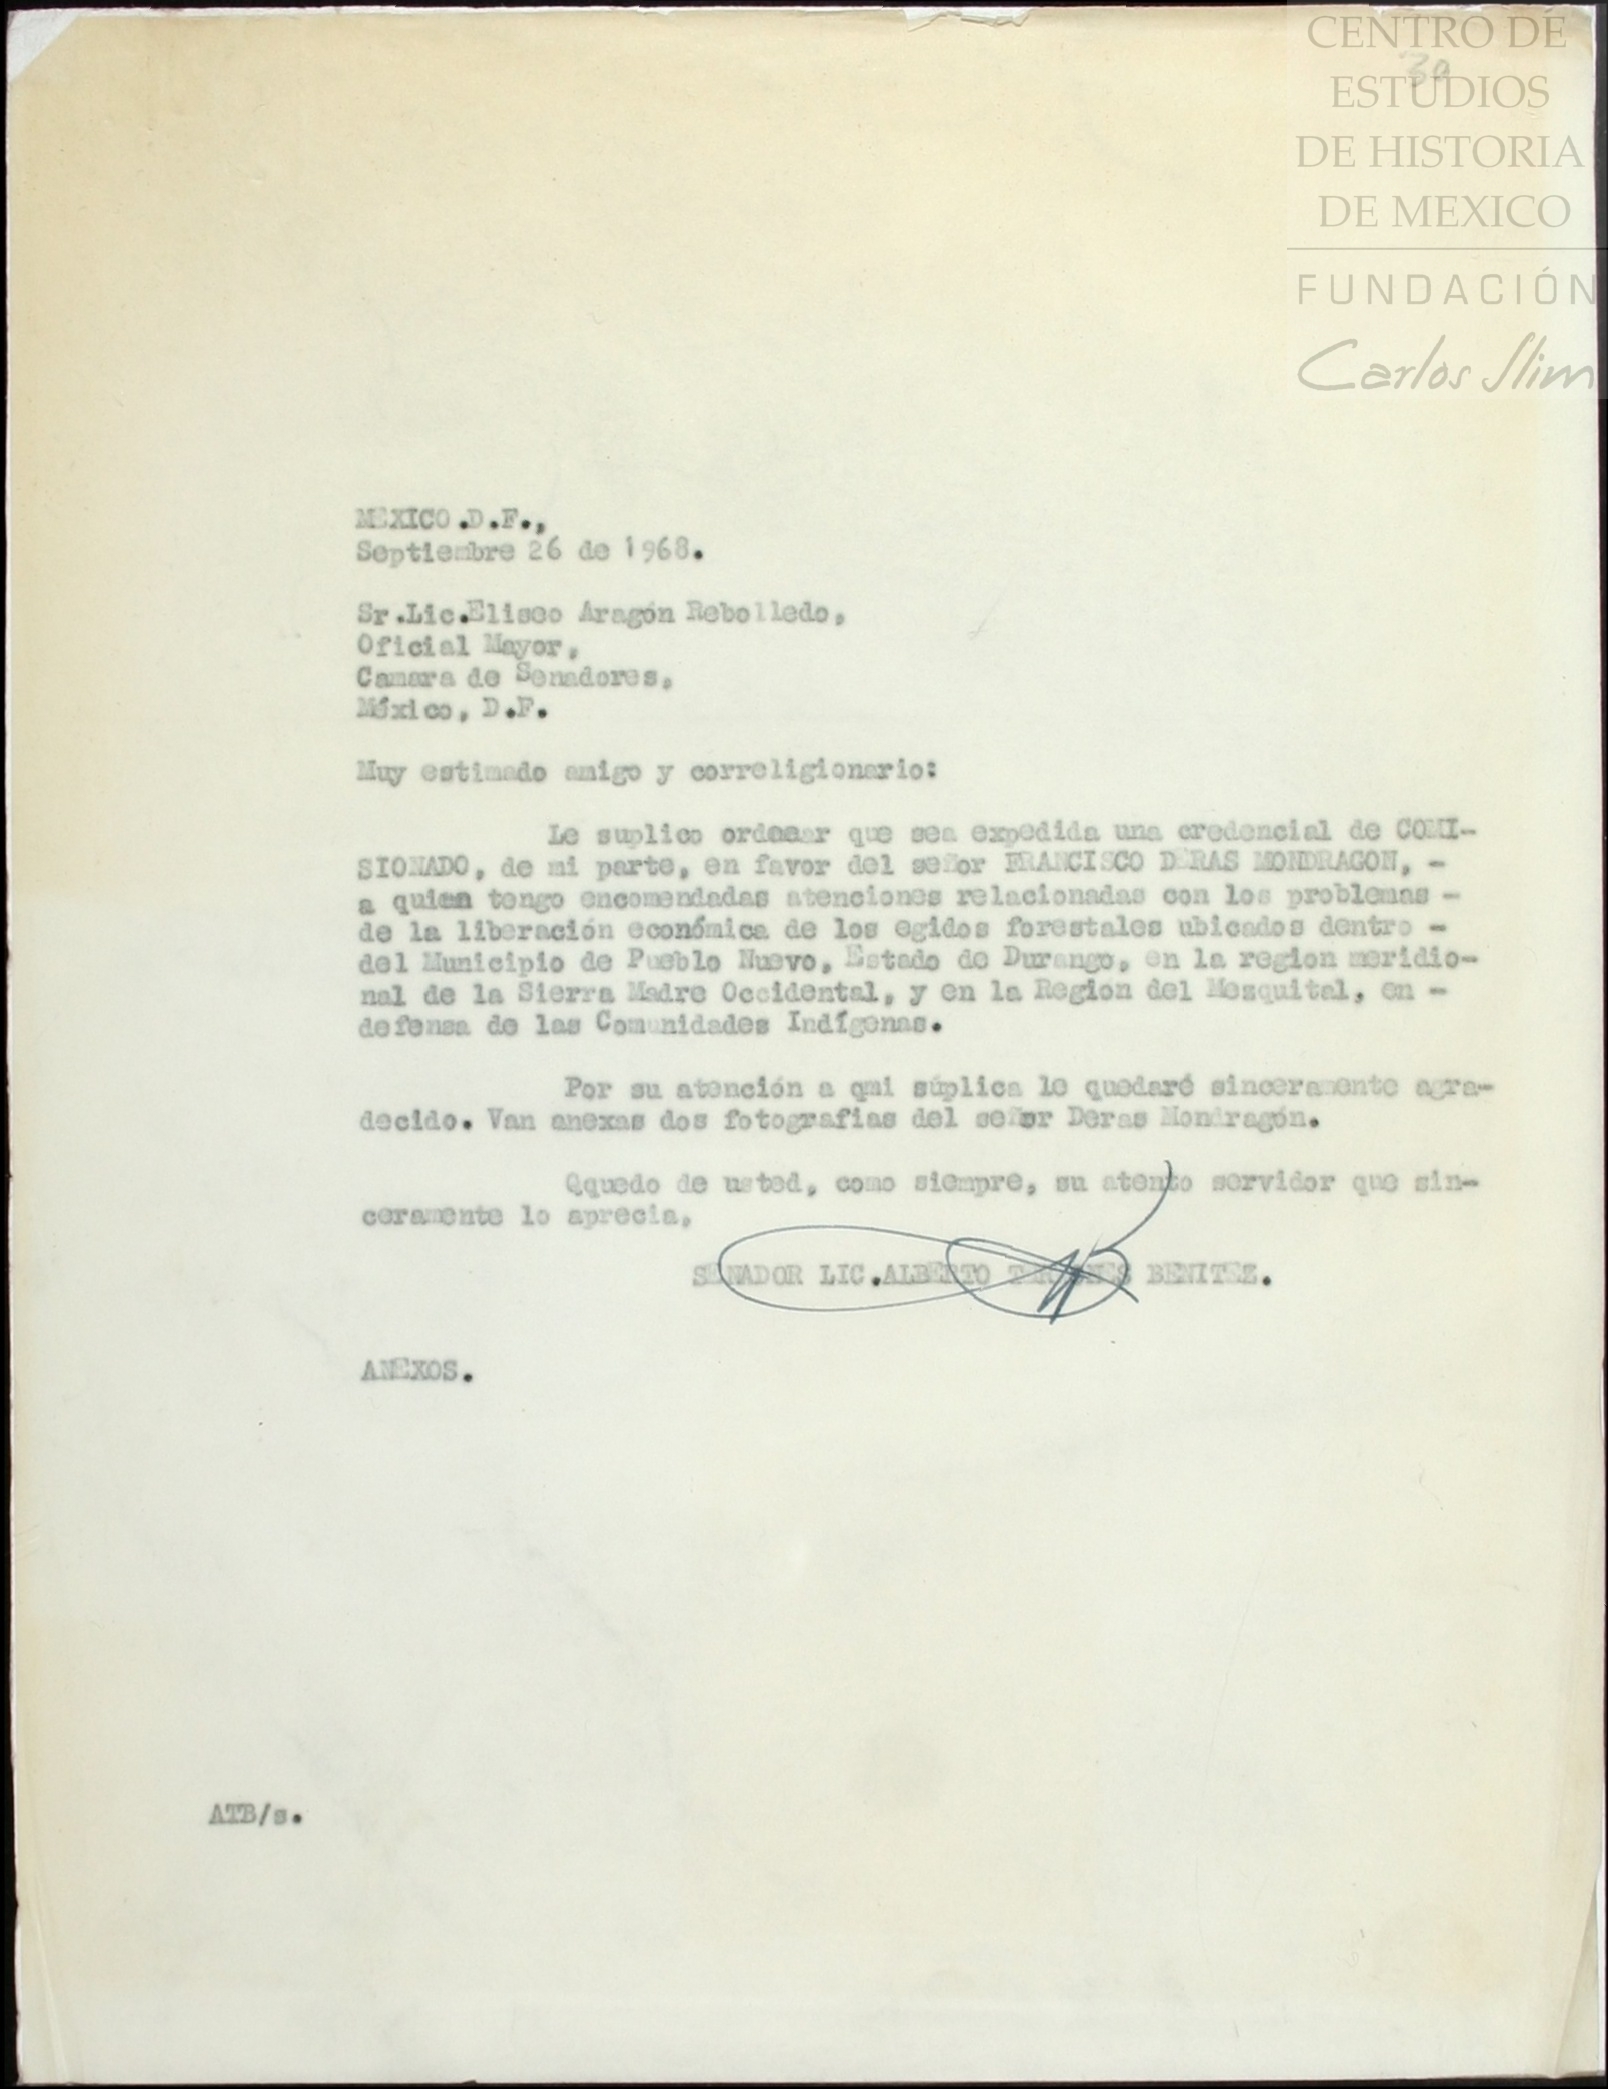 CENTRO DE
ESTUDIOS
DE HISTORIA
DE MEXICO
FUNDACIÓN
Carlos Slim
30
MEXICO.D.F.,
Septiembre 26 de 1968.
Sr.Lic.Eliseo Aragón Rebolledo,
Oficial Mayor,
Camara de Senadores,
México, D.F.
Muy estimado amigo y correligionario:
Le suplico ordenar que sea expedida una credencial de COMI-
SIONADO, de mi parte, en favor del señor FRANCISCO DERAS MONDRAGON, -
a quien tengo encomendadas atenciones relacionadas con los problemas -
de la liberación económica de los egidos forestales ubicados dentro -
del Municipio de Pueblo Nuevo, Estado de Durango, en la region meridio-
nal de la Sierra Madre Occidental, y en la Region del Mezquital, en -
defensa de las Comunidades Indígenas.
Por su atención a qmi súplica le quedaré sinceramente agra-
decido. Van anexas dos fotografias del señor Deras Mondragón.
Qquedo de usted, como siempre, su atento servidor que sin-
ceramente lo aprecia,
SENADOR LIC.ALBERTO TERRONES BENITEZ.
ANEXOS.
ATB/s.